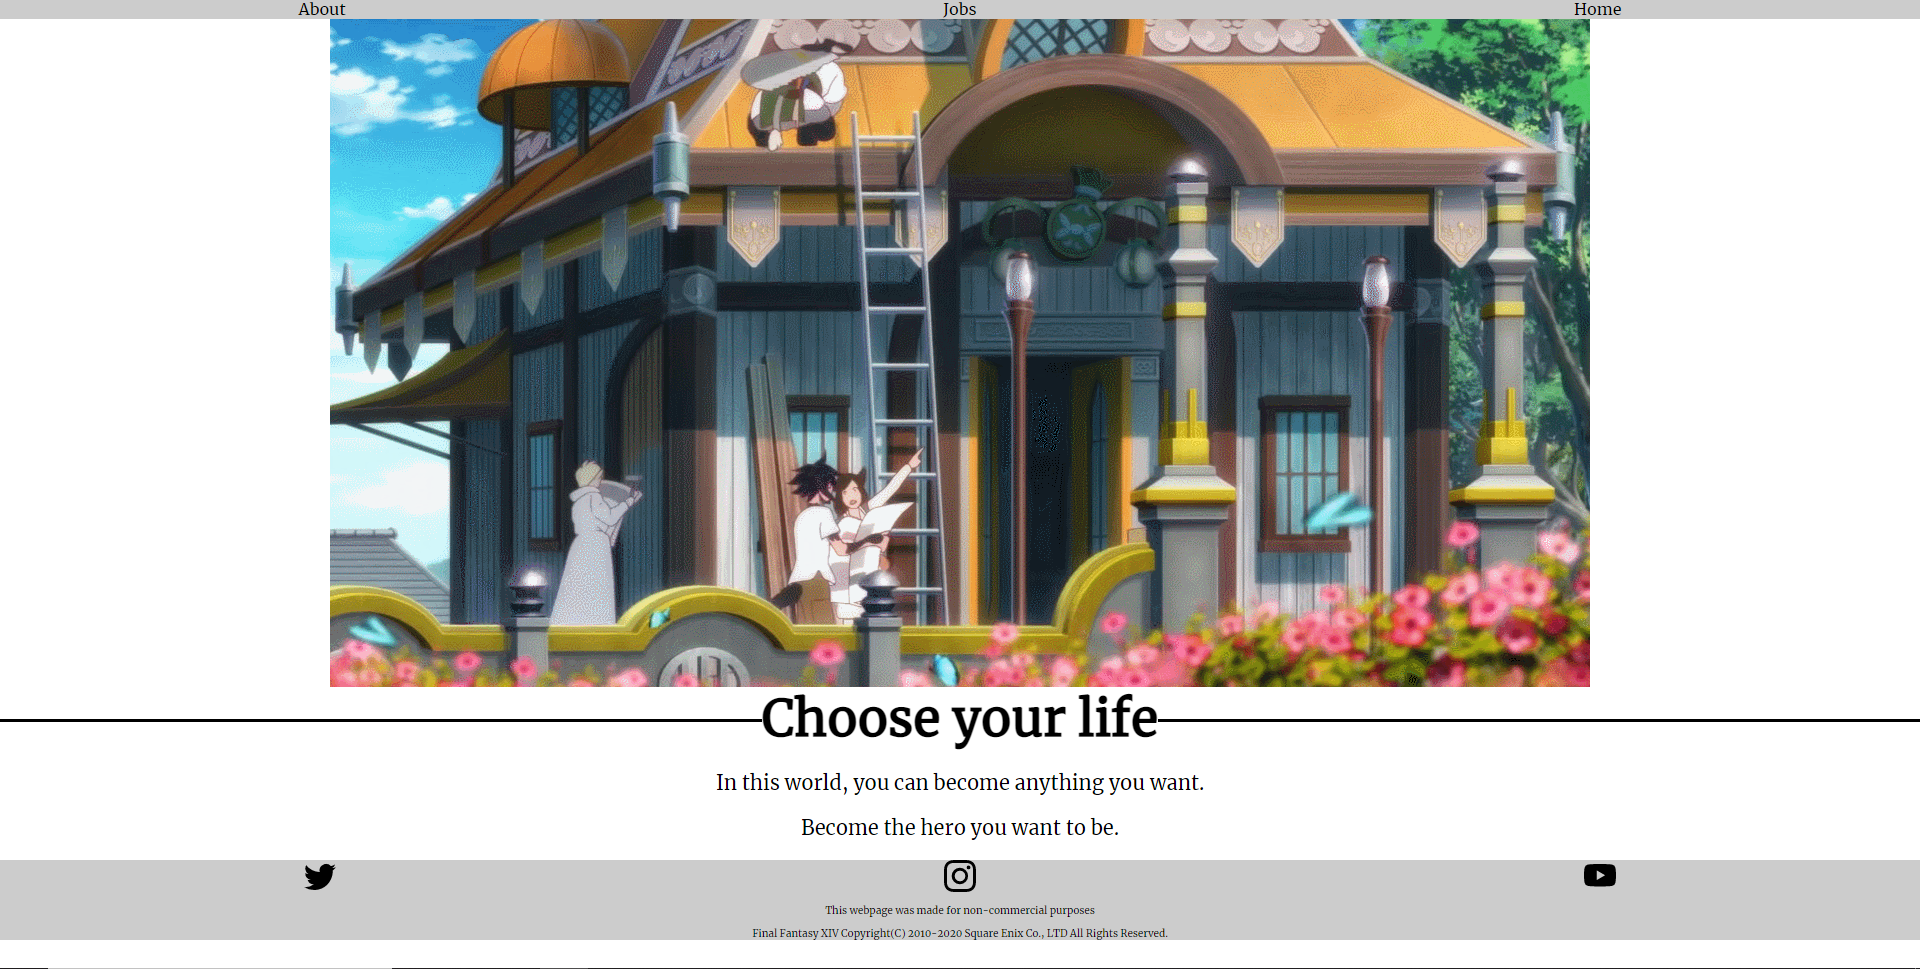 About Jobs Home
Choose your life
In this world, you can become anything you want.
Become the hero you want to be.
This webpage was made for non-commercial purposes
Final Fantasy XIV Copyright(C) 2010-2020 Square Enix Co., LTD All Rights Reserved.